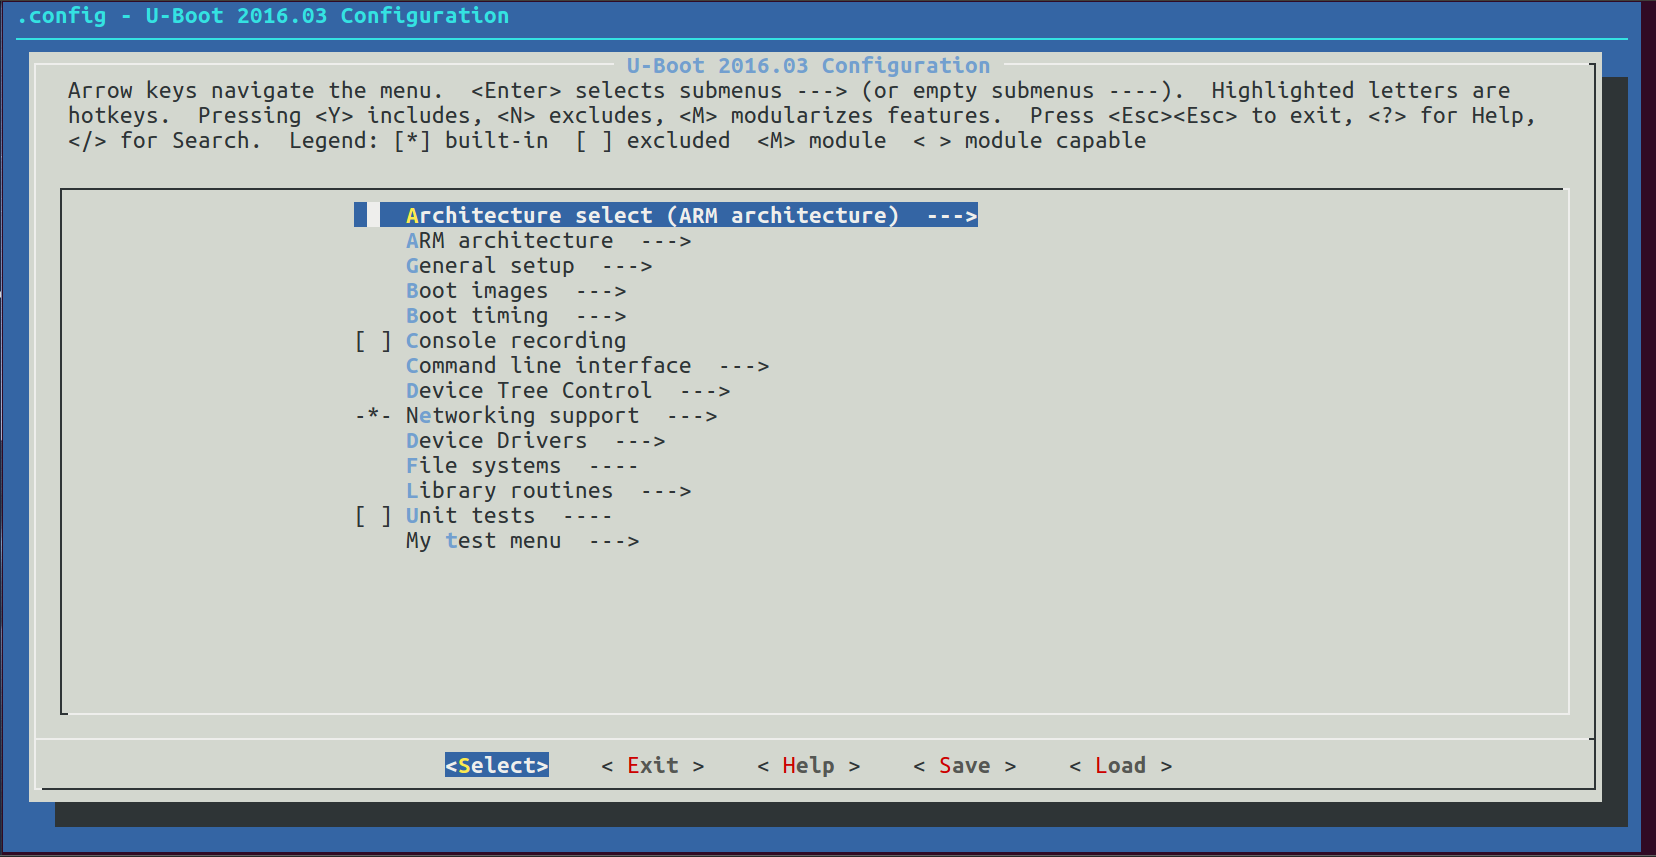 .config - U-Boot 2016.03 Configuration
U-Boot 2016.03 Configuration
Arrow keys navigate the menu.  <Enter> selects submenus ---> (or empty submenus ----).  Highlighted letters are
hotkeys.  Pressing <Y> includes, <N> excludes, <M> modularizes features.  Press <Esc><Esc> to exit, <?> for Help,
</> for Search.  Legend: [*] built-in  [ ] excluded  <M> module  < > module capable
Architecture select (ARM architecture)  --->
ARM architecture  --->
General setup  --->
Boot images  --->
Boot timing  --->
[ ] Console recording
Command line interface  --->
Device Tree Control  --->
-*- Networking support  --->
Device Drivers  --->
File systems  ----
Library routines  --->
[ ] Unit tests  ----
My test menu  --->
<Select>    < Exit >    < Help >    < Save >    < Load >